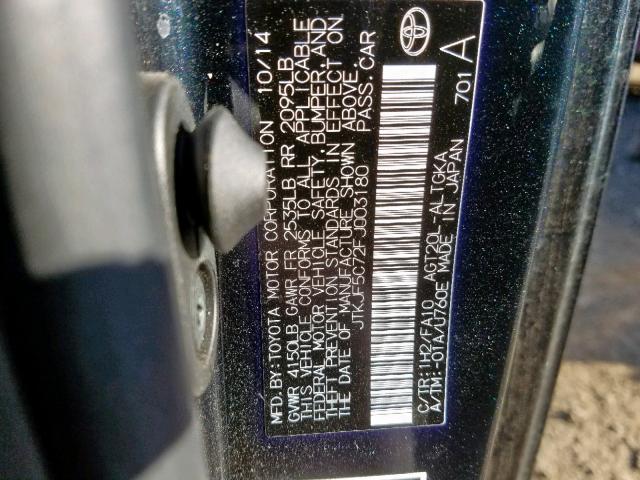 MFD.BY:TOYOTA MOTOR CORPORATION 10/14
GVWR 4150LB GAWR FR 2535LB RR 2095LB
THIS VEHICLE CONFORMS TO ALL APPLICABLE
FEDERAL MOTOR VEHICLE SAFETY,BUMPER,AND
THEFT PREVENTION STANDARDS IN EFFECT ON
THE DATE OF MANUFACTURE SHOWN ABOVE.
JTKJF5C72FJ003180 PASS.CAR
C/TR:1H2/FA10 AGT20L-ALTGKA
A/TM:-01A/U760E MADE IN JAPAN
701 A